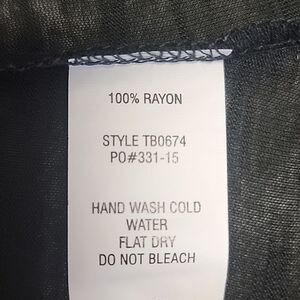 100% RAYON
STYLE TB0674
PO#331-15
HAND WASH COLD
WATER
FLAT DRY
DO NOT BLEACH